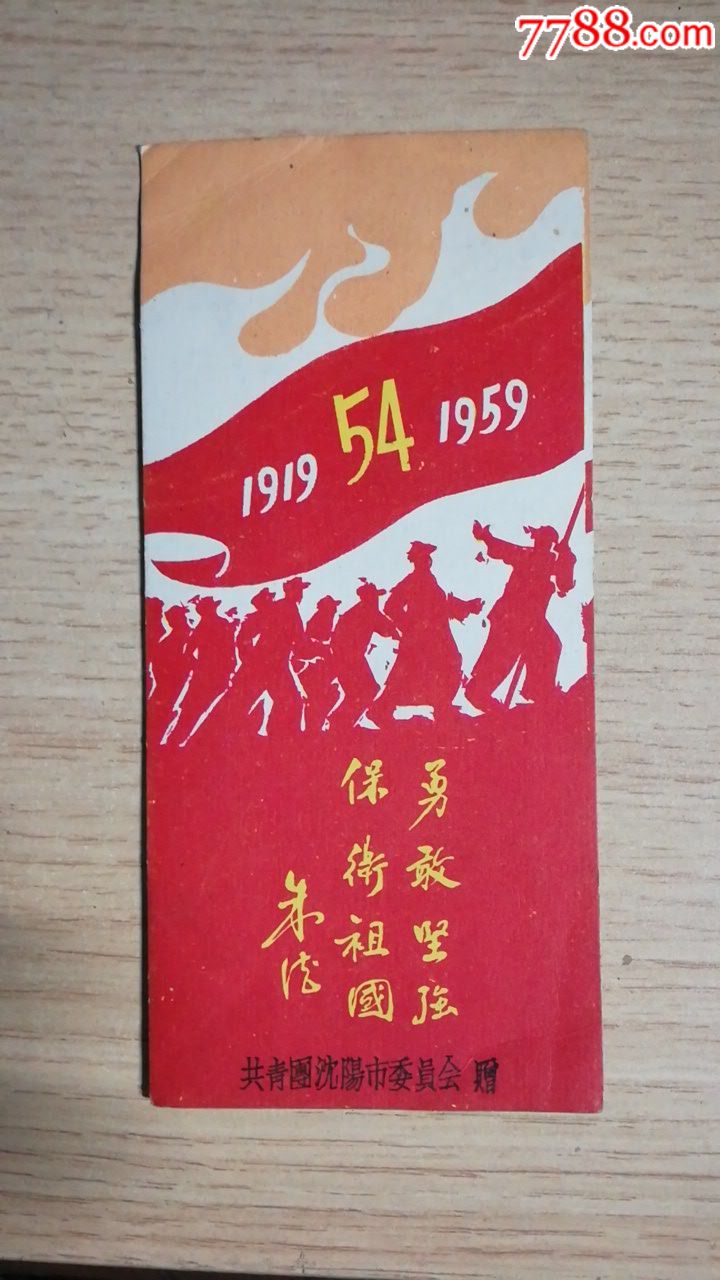 7788.com
1919 54 1959
勇敢坚強
保衛祖國
朱德
共青團沈陽市委員会 贈